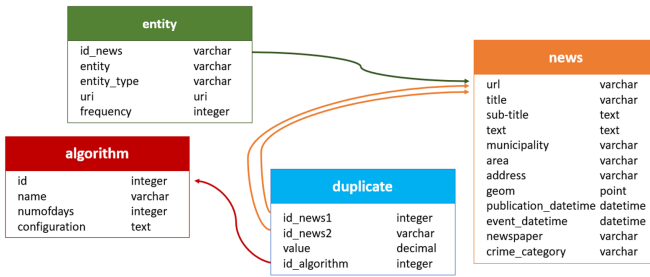 entity
id_news varchar
entity varchar
entity_type varchar
uri uri
frequency integer
news
url varchar
title varchar
sub-title text
text text
municipality varchar
area varchar
address varchar
geom point
publication_datetime datetime
event_datetime datetime
newspaper varchar
crime_category varchar
algorithm
id integer
name varchar
numofdays integer
configuration text
duplicate
id_news1 integer
id_news2 varchar
value decimal
id_algorithm integer